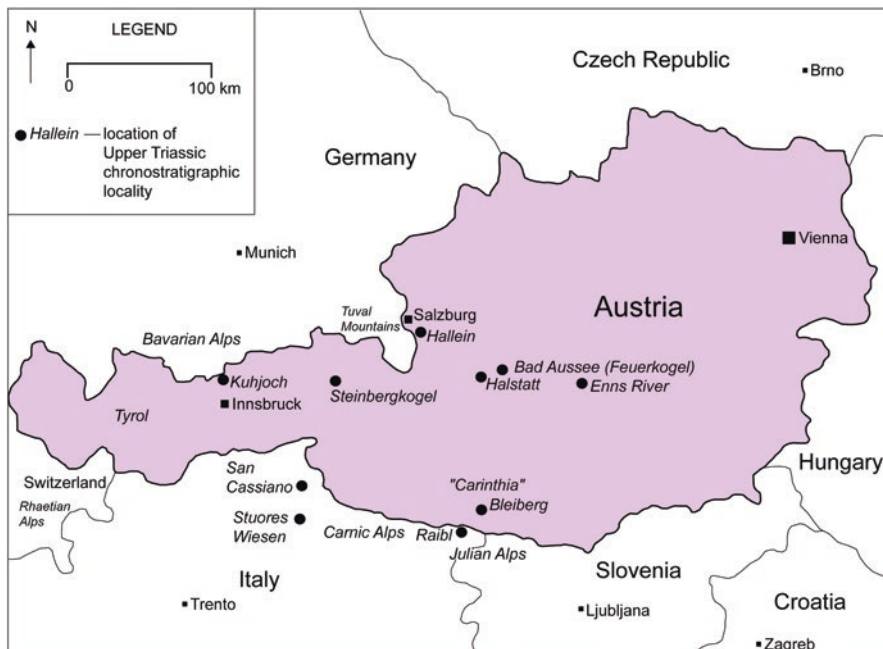 N
LEGEND
0 100 km
Hallein — location of
Upper Triassic
chronostratigraphic
locality
Czech Republic
Brno
Germany
Munich
Vienna
Austria
Tuval
Mountains
Salzburg
Hallein
Bavarian Alps
Kuhjoch
Steinbergkogel
Bad Aussee (Feuerkogel)
Halstatt
Enns River
Innsbruck
Tyrol
Hungary
Switzerland
Rhaetian
Alps
San
Cassiano
"Carinthia"
Bleiberg
Stuores
Wiesen
Carnic Alps
Raibl
Julian Alps
Italy
Slovenia
Trento
Ljubljana
Croatia
Zagreb